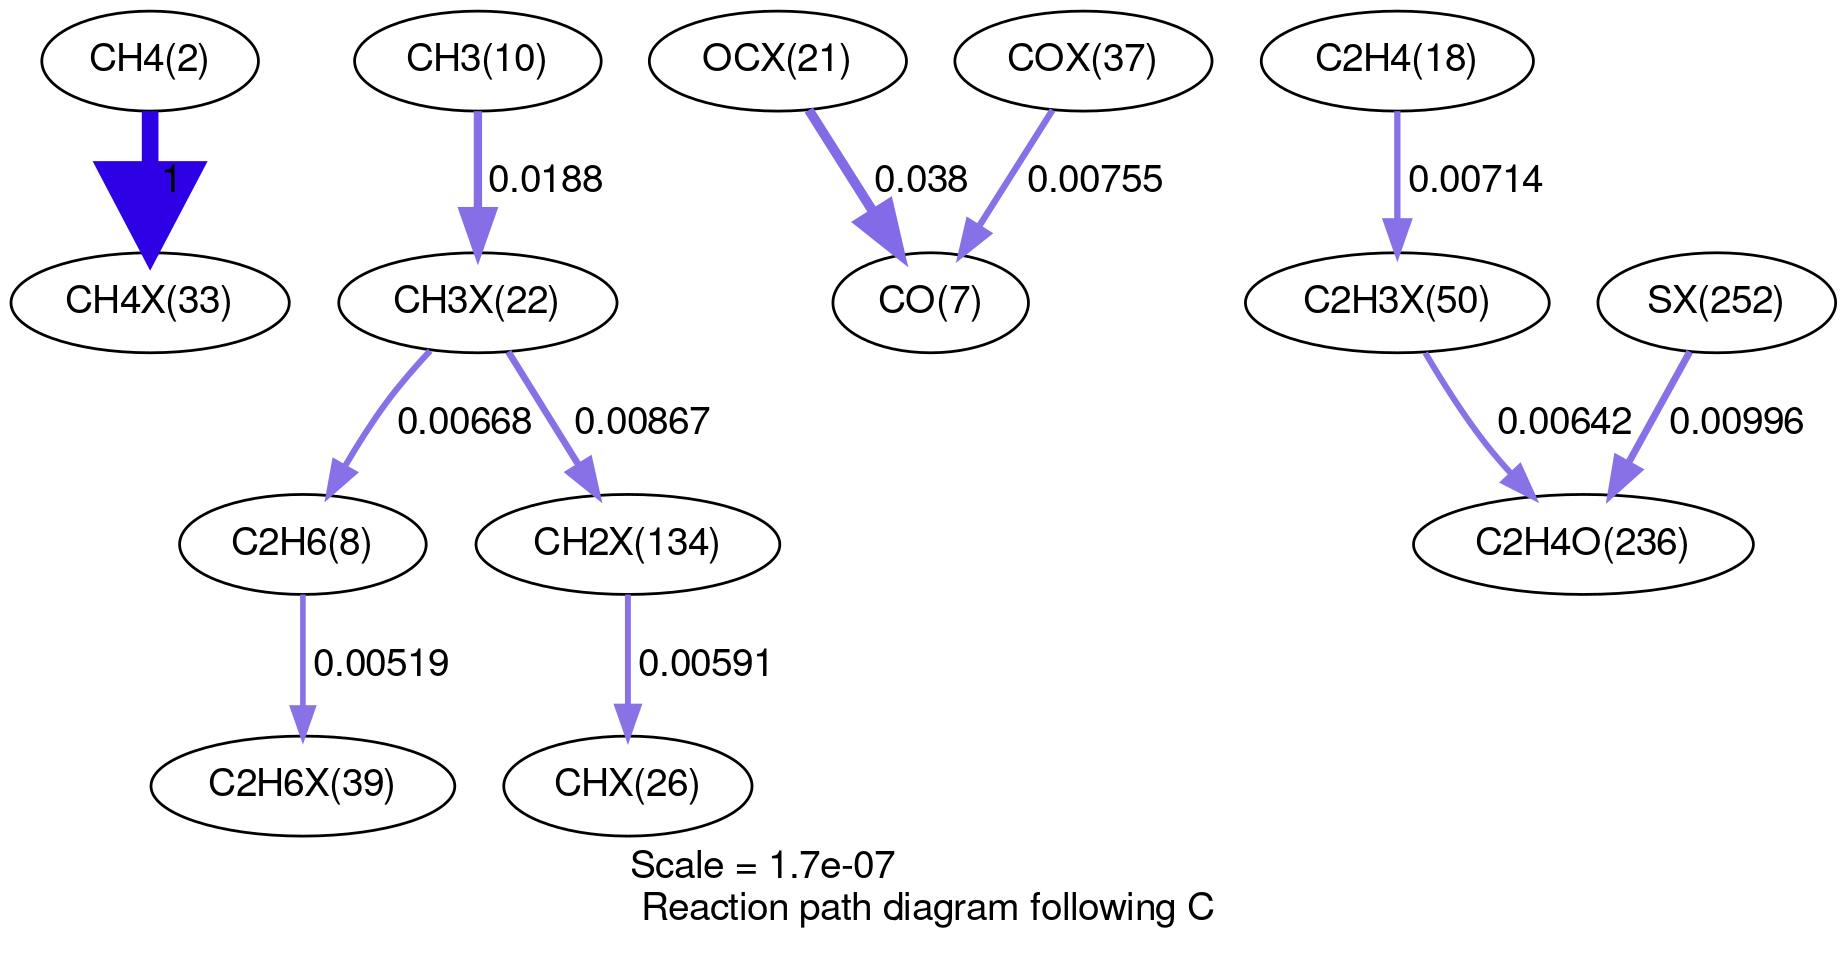 CH4(2)
CH3(10)
OCX(21)
COX(37)
C2H4(18)
1
0.0188
0.038
0.00755
0.00714
CH4X(33)
CH3X(22)
CO(7)
C2H3X(50)
SX(252)
0.00668
0.00867
0.00642
0.00996
C2H6(8)
CH2X(134)
C2H4O(236)
0.00519
0.00591
C2H6X(39)
CHX(26)
Scale = 1.7e-07
Reaction path diagram following C